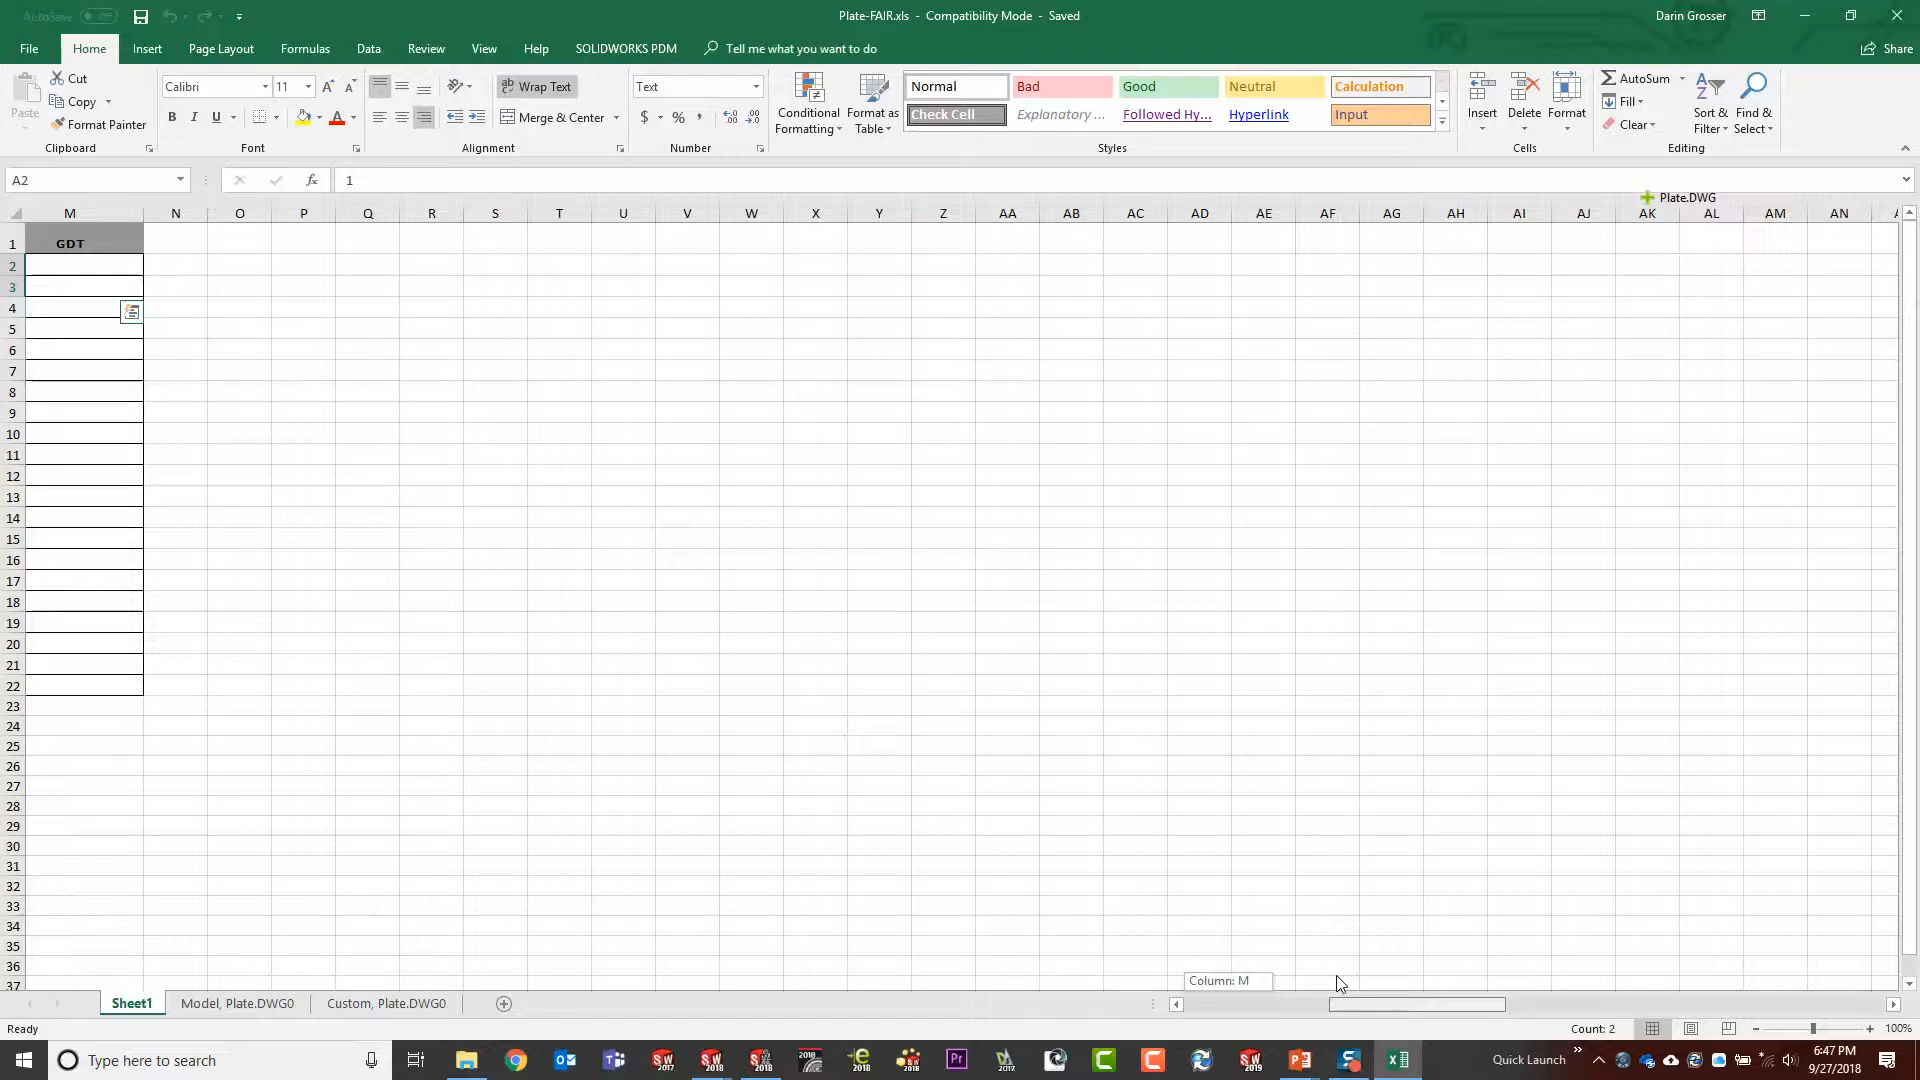 AutoSave Off
Plate-FAIR.xls - Compatibility Mode - Saved
Darin Grosser
File Home Insert Page Layout Formulas Data Review View Help SOLIDWORKS PDM Tell me what you want to do Share
Paste
Cut
Copy
Format Painter
Clipboard
Calibri 11
B I U
Font
Wrap Text
Merge & Center
Alignment
Text
$ %
Number
Conditional Formatting
Format as Table
Normal Bad Good Neutral Calculation
Check Cell Explanatory ... Followed Hy... Hyperlink Input
Styles
Insert Delete Format
Cells
AutoSum
Fill
Clear
Sort & Filter
Find & Select
Editing
A2 fx 1
Plate.DWG
M N O P Q R S T U V W X Y Z AA AB AC AD AE AF AG AH AI AJ AK AL AM AN
1 GDT
2
3
4
5
6
7
8
9
10
11
12
13
14
15
16
17
18
19
20
21
22
23
24
25
26
27
28
29
30
31
32
33
34
35
36
37
Column: M
Sheet1 Model, Plate.DWG0 Custom, Plate.DWG0
Ready Count: 2 100%
Type here to search
Quick Launch
6:47 PM
9/27/2018